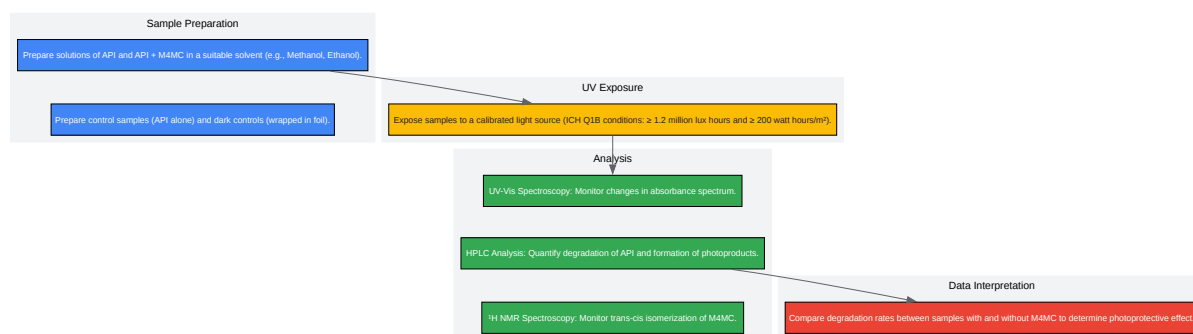 Sample Preparation
Prepare solutions of API and API + M4MC in a suitable solvent (e.g., Methanol, Ethanol).
Prepare control samples (API alone) and dark controls (wrapped in foil).
UV Exposure
Expose samples to a calibrated light source (ICH Q1B conditions: ≥ 1.2 million lux hours and ≥ 200 watt hours/m²).
Analysis
UV-Vis Spectroscopy: Monitor changes in absorbance spectrum.
HPLC Analysis: Quantify degradation of API and formation of photoproducts.
¹H NMR Spectroscopy: Monitor trans-cis isomerization of M4MC.
Data Interpretation
Compare degradation rates between samples with and without M4MC to determine photoprotective effect.